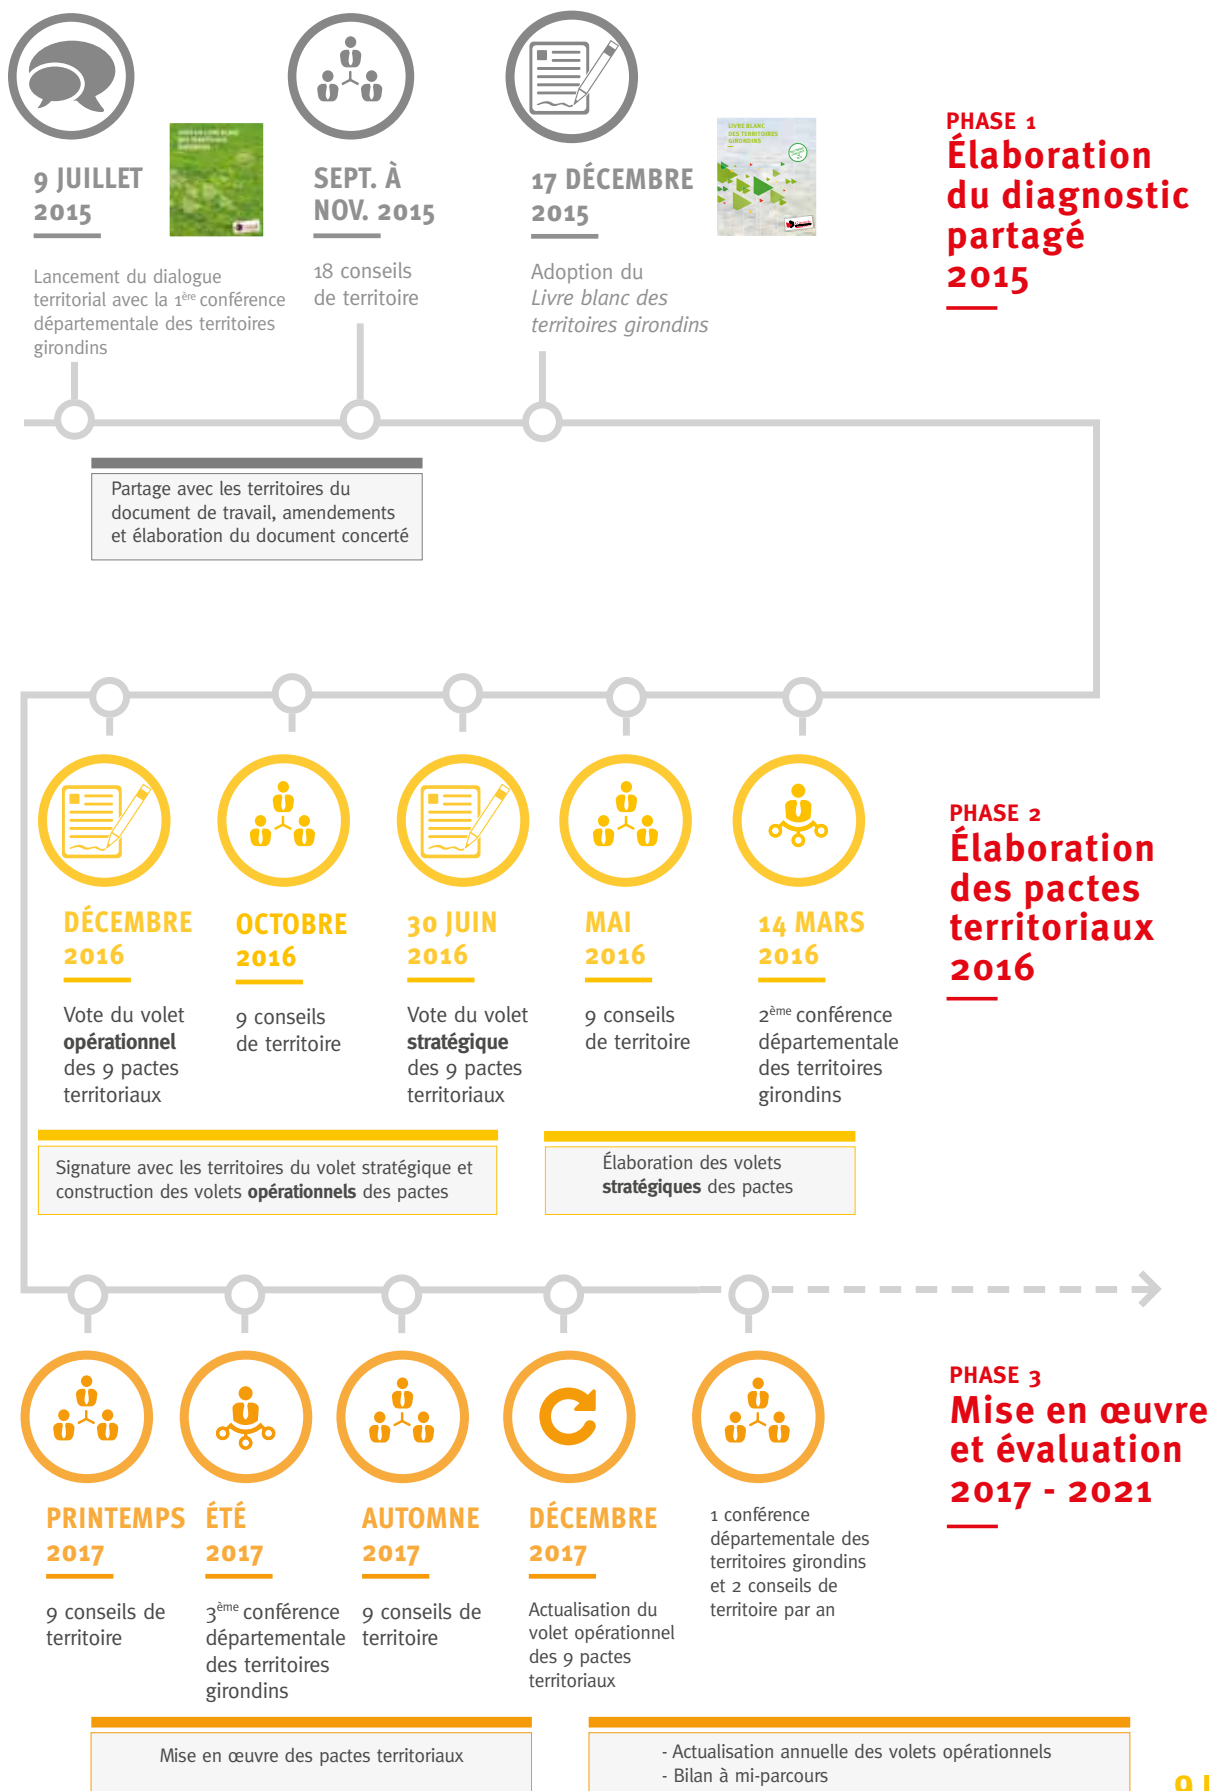 9 JUILLET
2015
Lancement du dialogue
territorial avec la 1ère conférence
départementale des territoires
girondins
SEPT. À
NOV. 2015
18 conseils
de territoire
17 DÉCEMBRE
2015
Adoption du
Livre blanc des
territoires girondins
LIVRE BLANC
DES TERRITOIRES
GIRONDINS
PHASE 1
Élaboration
du diagnostic
partagé
2015
Partage avec les territoires du
document de travail, amendements
et élaboration du document concerté
DÉCEMBRE
2016
Vote du volet
opérationnel
des 9 pactes
territoriaux
OCTOBRE
2016
9 conseils
de territoire
30 JUIN
2016
Vote du volet
stratégique
des 9 pactes
territoriaux
MAI
2016
9 conseils
de territoire
14 MARS
2016
2ème conférence
départementale
des territoires
girondins
PHASE 2
Élaboration
des pactes
territoriaux
2016
Signature avec les territoires du volet stratégique et
construction des volets opérationnels des pactes
Élaboration des volets
stratégiques des pactes
PRINTEMPS
2017
9 conseils de
territoire
ÉTÉ
2017
3ème conférence
départementale
des territoires
girondins
AUTOMNE
2017
9 conseils de
territoire
DÉCEMBRE
2017
Actualisation du
volet opérationnel
des 9 pactes
territoriaux
1 conférence
départementale des
territoires girondins
et 2 conseils de
territoire par an
PHASE 3
Mise en œuvre
et évaluation
2017 - 2021
Mise en œuvre des pactes territoriaux
- Actualisation annuelle des volets opérationnels
- Bilan à mi-parcours
9